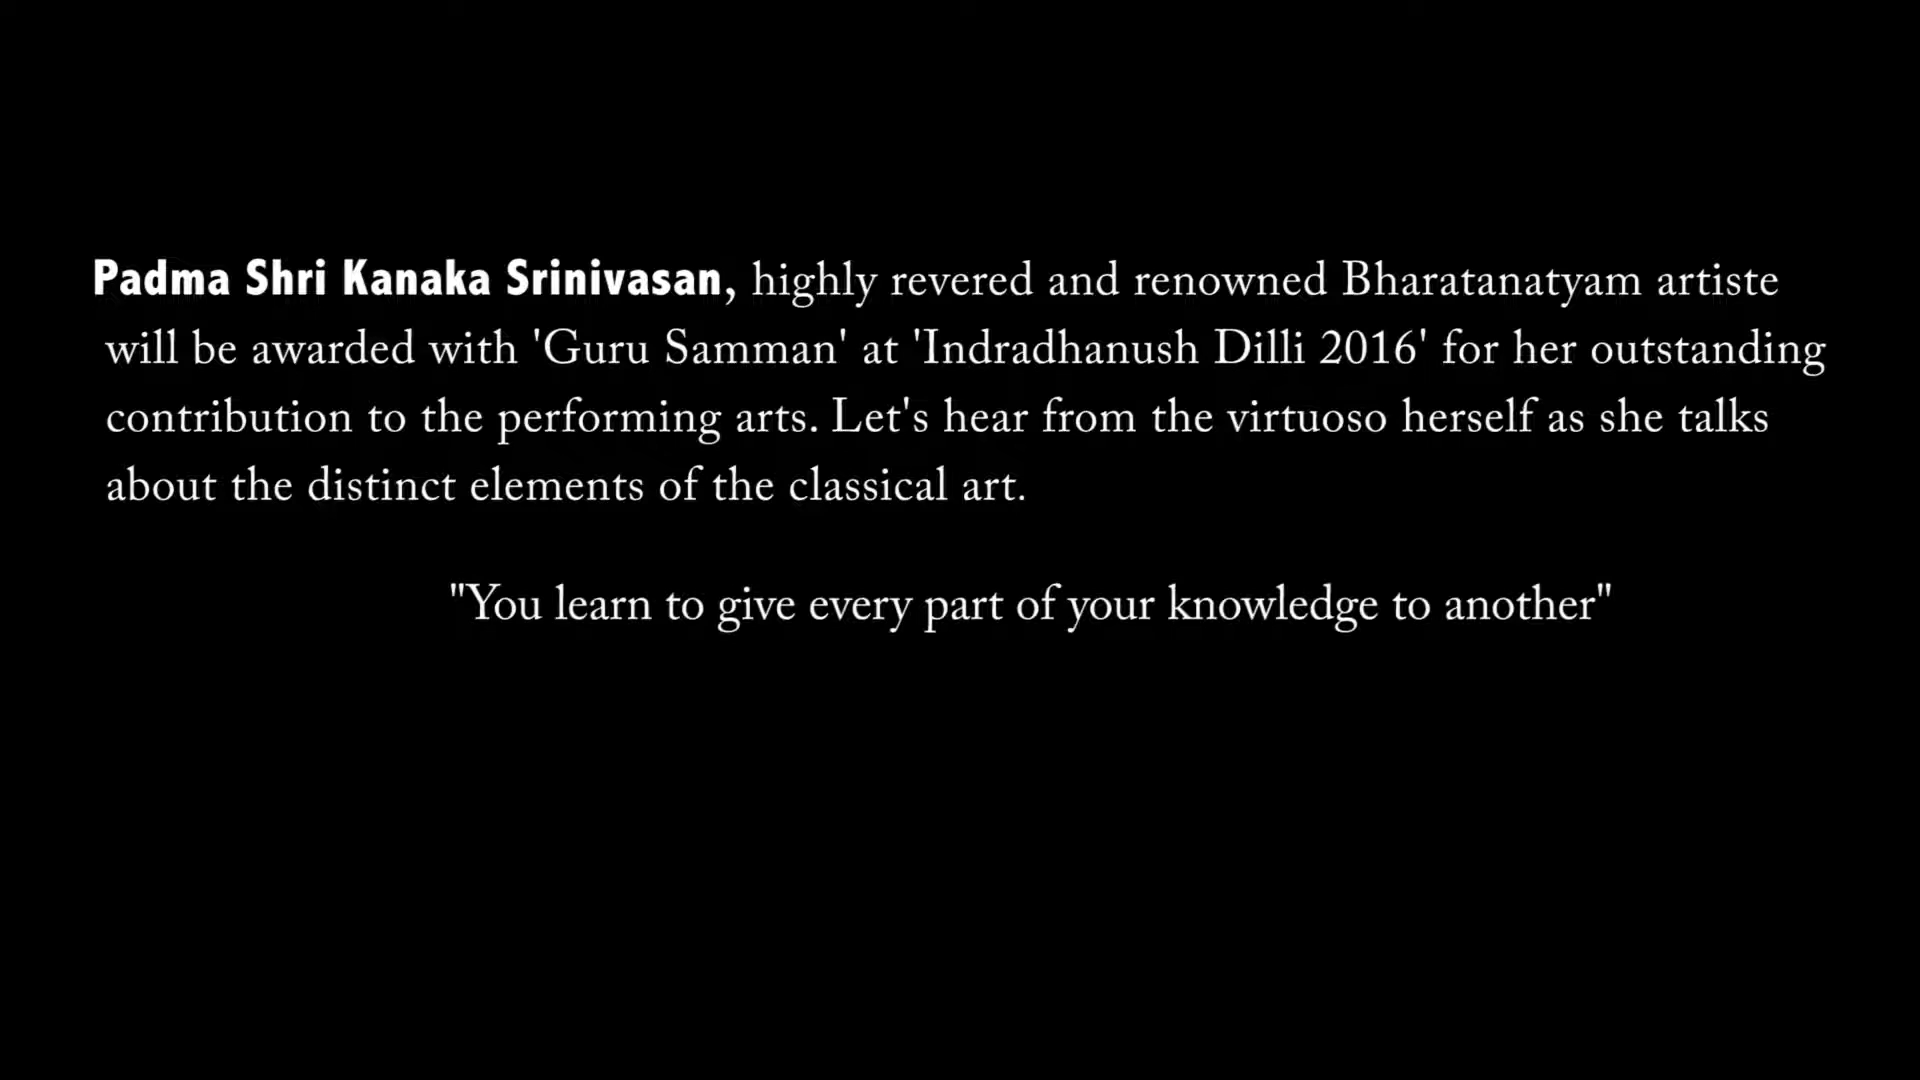 Padma Shri Kanaka Srinivasan, highly revered and renowned Bharatanatyam artiste
will be awarded with 'Guru Samman' at 'Indradhanush Dilli 2016' for her outstanding
contribution to the performing arts. Let's hear from the virtuoso herself as she talks
about the distinct elements of the classical art.
"You learn to give every part of your knowledge to another"